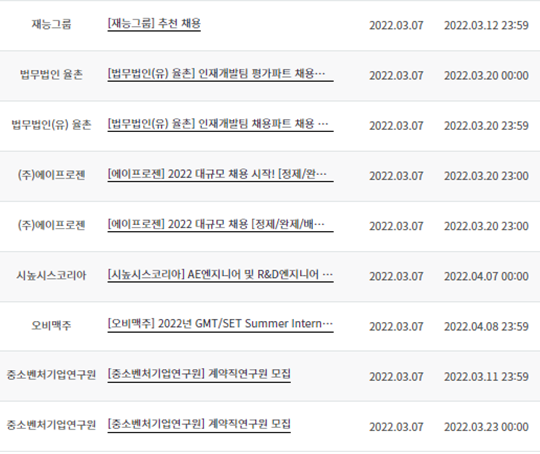 재능그룹 [재능그룹] 추천 채용 2022.03.07 2022.03.12 23:59
법무법인 율촌 [법무법인(유) 율촌] 인재개발팀 평가파트 채용… 2022.03.07 2022.03.20 00:00
법무법인(유) 율촌 [법무법인(유) 율촌] 인재개발팀 채용파트 채용 … 2022.03.07 2022.03.20 23:59
(주)에이프로젠 [에이프로젠] 2022 대규모 채용 시작! [정제/완… 2022.03.07 2022.03.20 23:00
(주)에이프로젠 [에이프로젠] 2022 대규모 채용 [정제/완제/배… 2022.03.07 2022.03.20 23:00
시높시스코리아 [시높시스코리아] AE엔지니어 및 R&D엔지니어 … 2022.03.07 2022.04.07 00:00
오비맥주 [오비맥주] 2022년 GMT/SET Summer Intern… 2022.03.07 2022.04.08 23:59
중소벤처기업연구원 [중소벤처기업연구원] 계약직연구원 모집 2022.03.07 2022.03.11 23:59
중소벤처기업연구원 [중소벤처기업연구원] 계약직연구원 모집 2022.03.07 2022.03.23 00:00